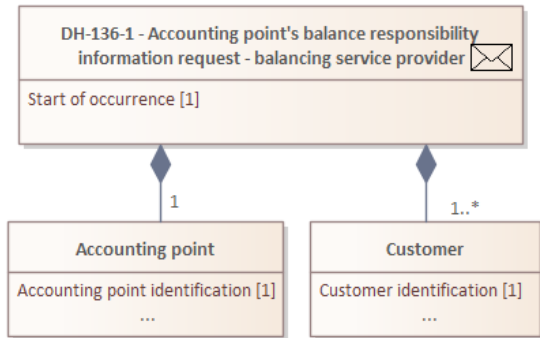 DH-136-1 - Accounting point's balance responsibility
information request - balancing service provider
Start of occurrence [1]
1
1..*
Accounting point
Customer
Accounting point identification [1]
Customer identification [1]
...
...